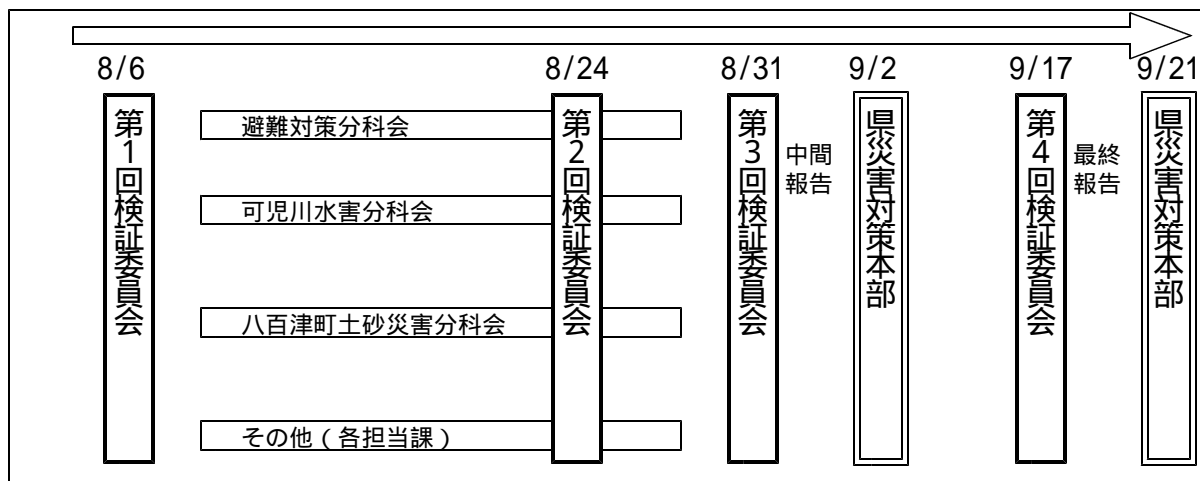 8/6
8/24
8/31
9/2
9/17
9/21
第1回検証委員会
避難対策分科会
可児川水害分科会
八百津町土砂災害分科会
その他（各担当課）
第2回検証委員会
第3回検証委員会
中間
報告
県災害対策本部
第4回検証委員会
最終
報告
県災害対策本部